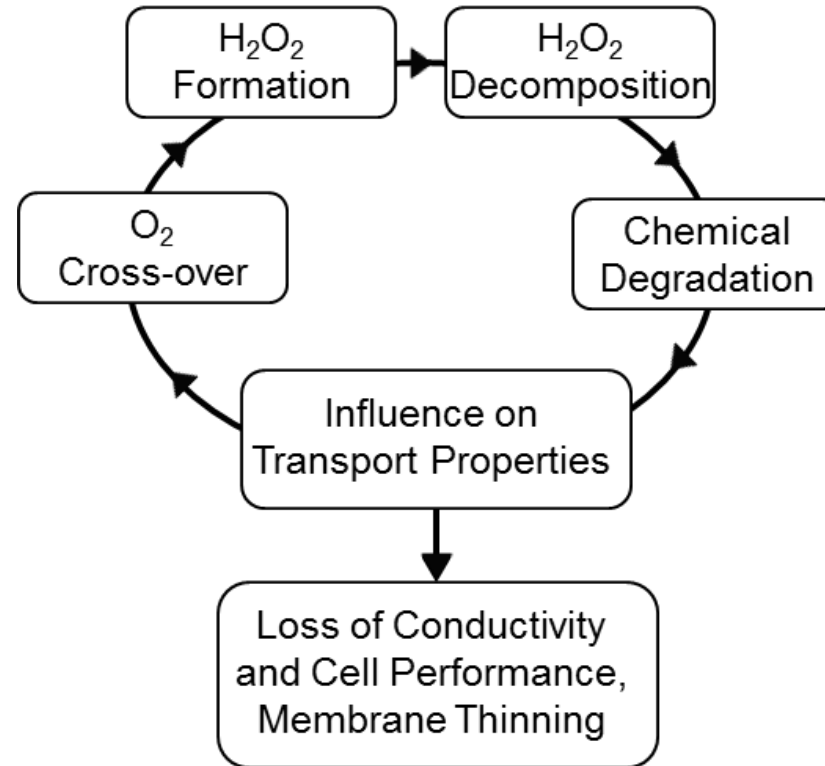 H₂O₂
Formation
H₂O₂
Decomposition
O₂
Cross-over
Chemical
Degradation
Influence on
Transport Properties
Loss of Conductivity
and Cell Performance,
Membrane Thinning